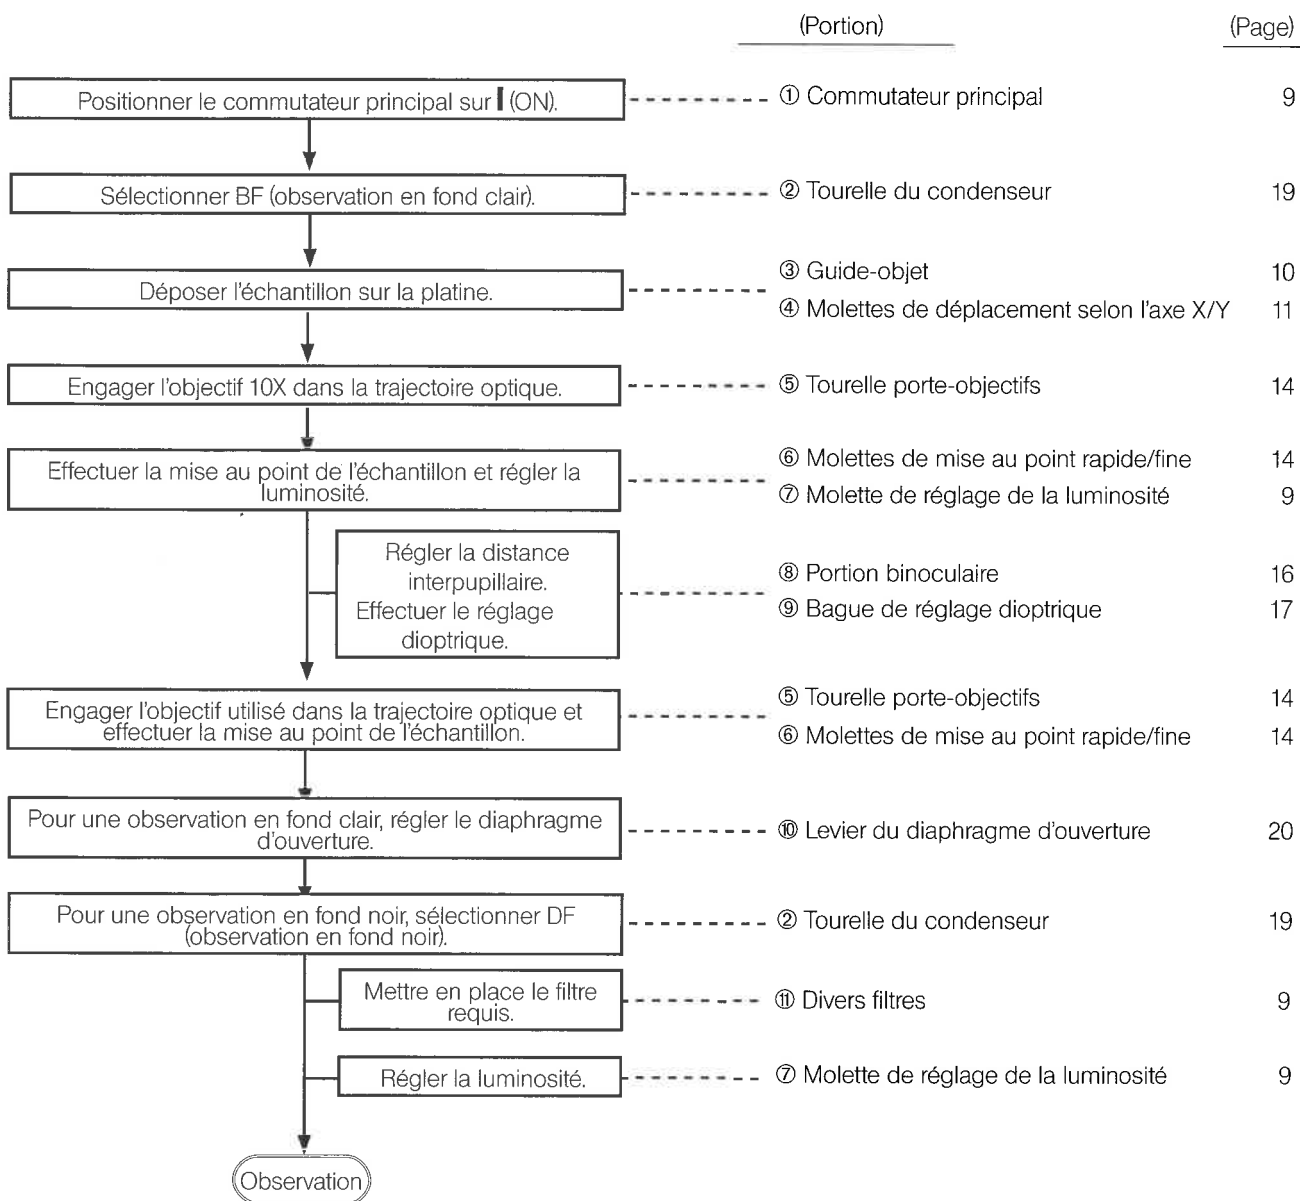 (Portion) (Page)
Positionner le commutateur principal sur I (ON). ① Commutateur principal 9
Sélectionner BF (observation en fond clair). ② Tourelle du condenseur 19
③ Guide-objet 10
Déposer l'échantillon sur la platine.
④ Molettes de déplacement selon l'axe X/Y 11
Engager l'objectif 10X dans la trajectoire optique. ⑤ Tourelle porte-objectifs 14
Effectuer la mise au point de l'échantillon et régler la ⑥ Molettes de mise au point rapide/fine 14
luminosité. ⑦ Molette de réglage de la luminosité 9
Régler la distance
interpupillaire. ⑧ Portion binoculaire 16
Effectuer le réglage ⑨ Bague de réglage dioptrique 17
dioptrique.
Engager l'objectif utilisé dans la trajectoire optique et ⑤ Tourelle porte-objectifs 14
effectuer la mise au point de l'échantillon. ⑥ Molettes de mise au point rapide/fine 14
Pour une observation en fond clair, régler le diaphragme
d'ouverture. ⑩ Levier du diaphragme d'ouverture 20
Pour une observation en fond noir, sélectionner DF
(observation en fond noir). ② Tourelle du condenseur 19
Mettre en place le filtre
requis. ⑪ Divers filtres 9
Régler la luminosité. ⑦ Molette de réglage de la luminosité 9
Observation